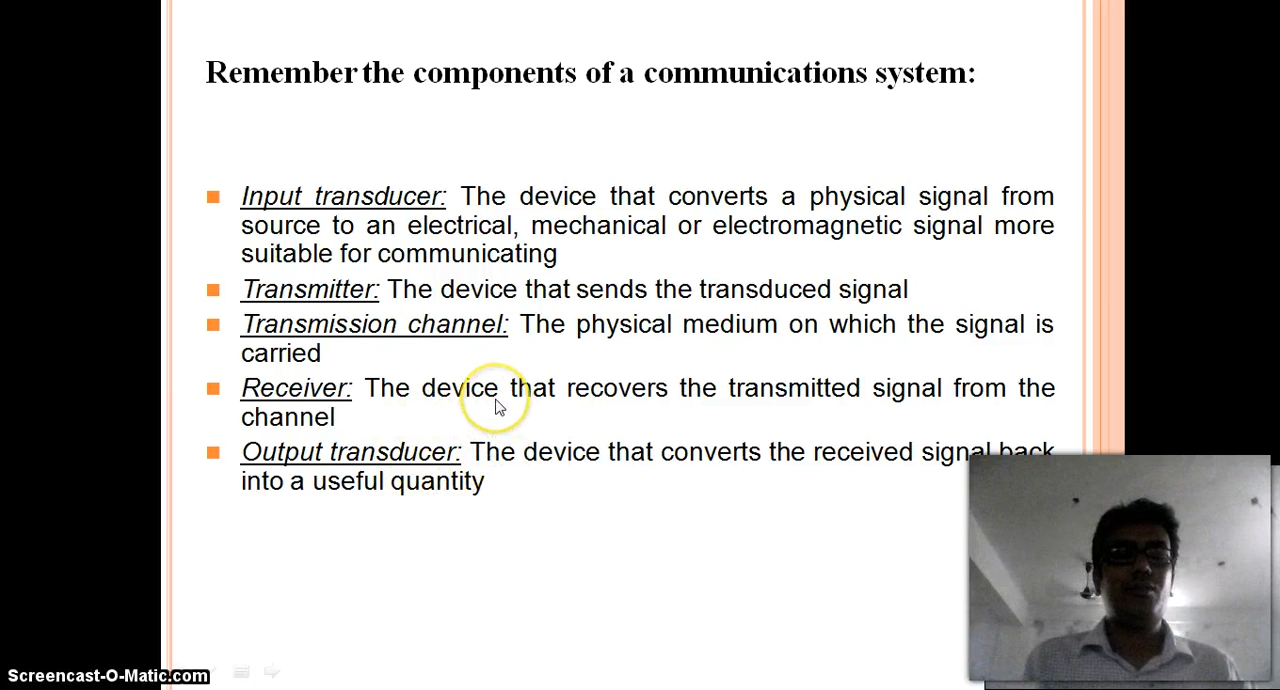 Remember the components of a communications system:
Input transducer: The device that converts a physical signal from
source to an electrical, mechanical or electromagnetic signal more
suitable for communicating
Transmitter: The device that sends the transduced signal
Transmission channel: The physical medium on which the signal is
carried
Receiver: The device that recovers the transmitted signal from the
channel
Output transducer: The device that converts the received signal back
into a useful quantity
Screencast-O-Matic.com